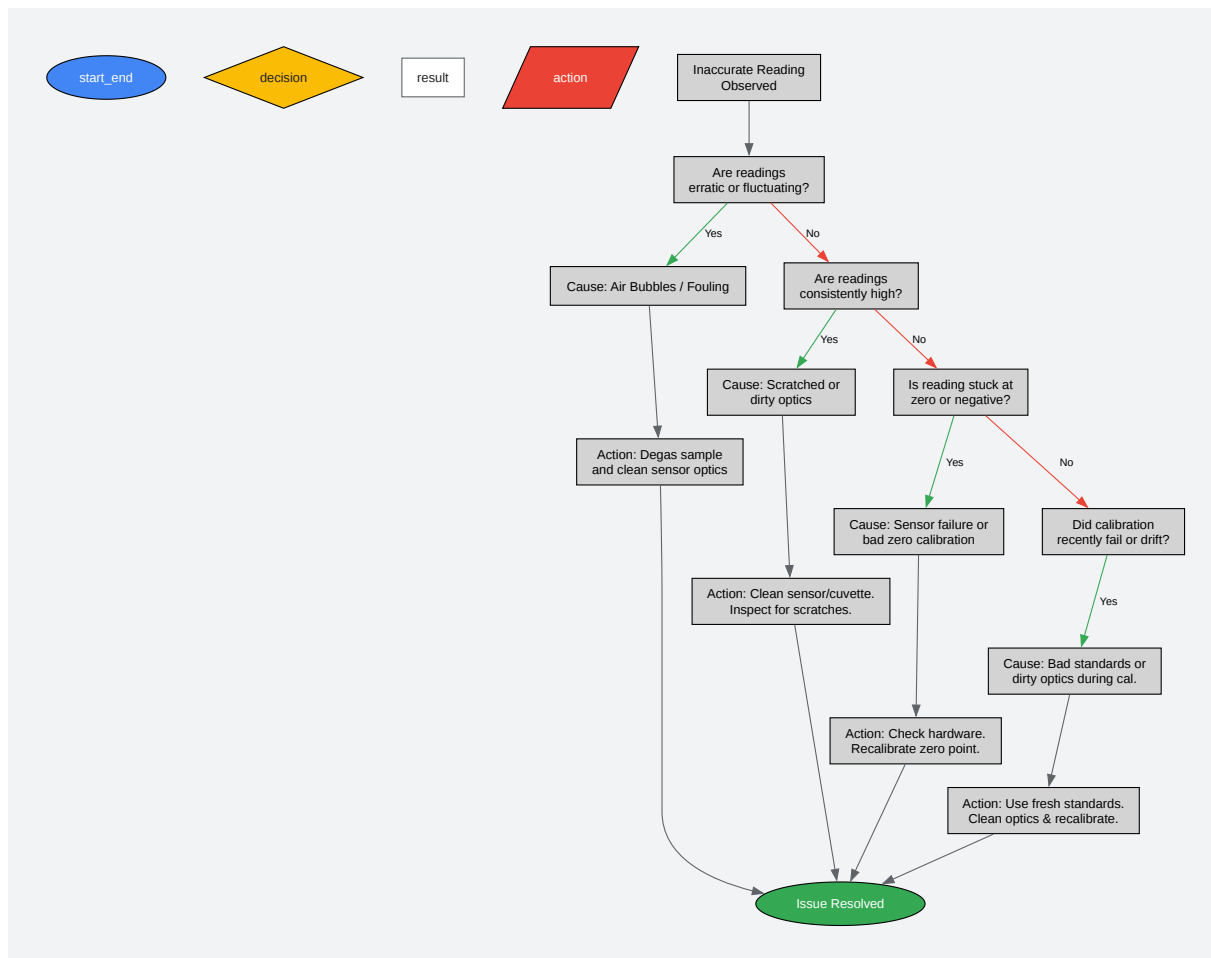 start_end
decision
result
action
Inaccurate Reading
Observed
Are readings
erratic or fluctuating?
Yes
No
Cause: Air Bubbles / Fouling
Are readings
consistently high?
Yes
No
Cause: Scratched or
dirty optics
Is reading stuck at
zero or negative?
Action: Degas sample
and clean sensor optics
Yes
No
Cause: Sensor failure or
bad zero calibration
Did calibration
recently fail or drift?
Action: Clean sensor/cuvette.
Inspect for scratches.
Yes
Cause: Bad standards or
dirty optics during cal.
Action: Check hardware.
Recalibrate zero point.
Action: Use fresh standards.
Clean optics & recalibrate.
Issue Resolved